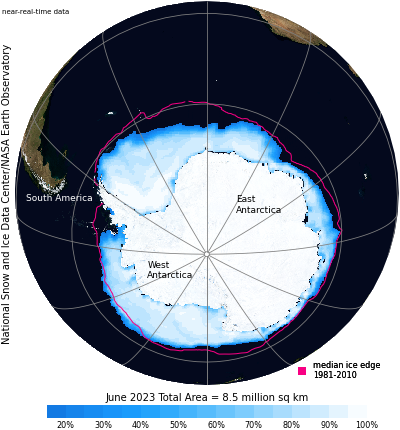 near-real-time data
National Snow and Ice Data Center/NASA Earth Observatory
South America
East
Antarctica
West
Antarctica
median ice edge
1981-2010
June 2023 Total Area = 8.5 million sq km
20% 30% 40% 50% 60% 70% 80% 90% 100%